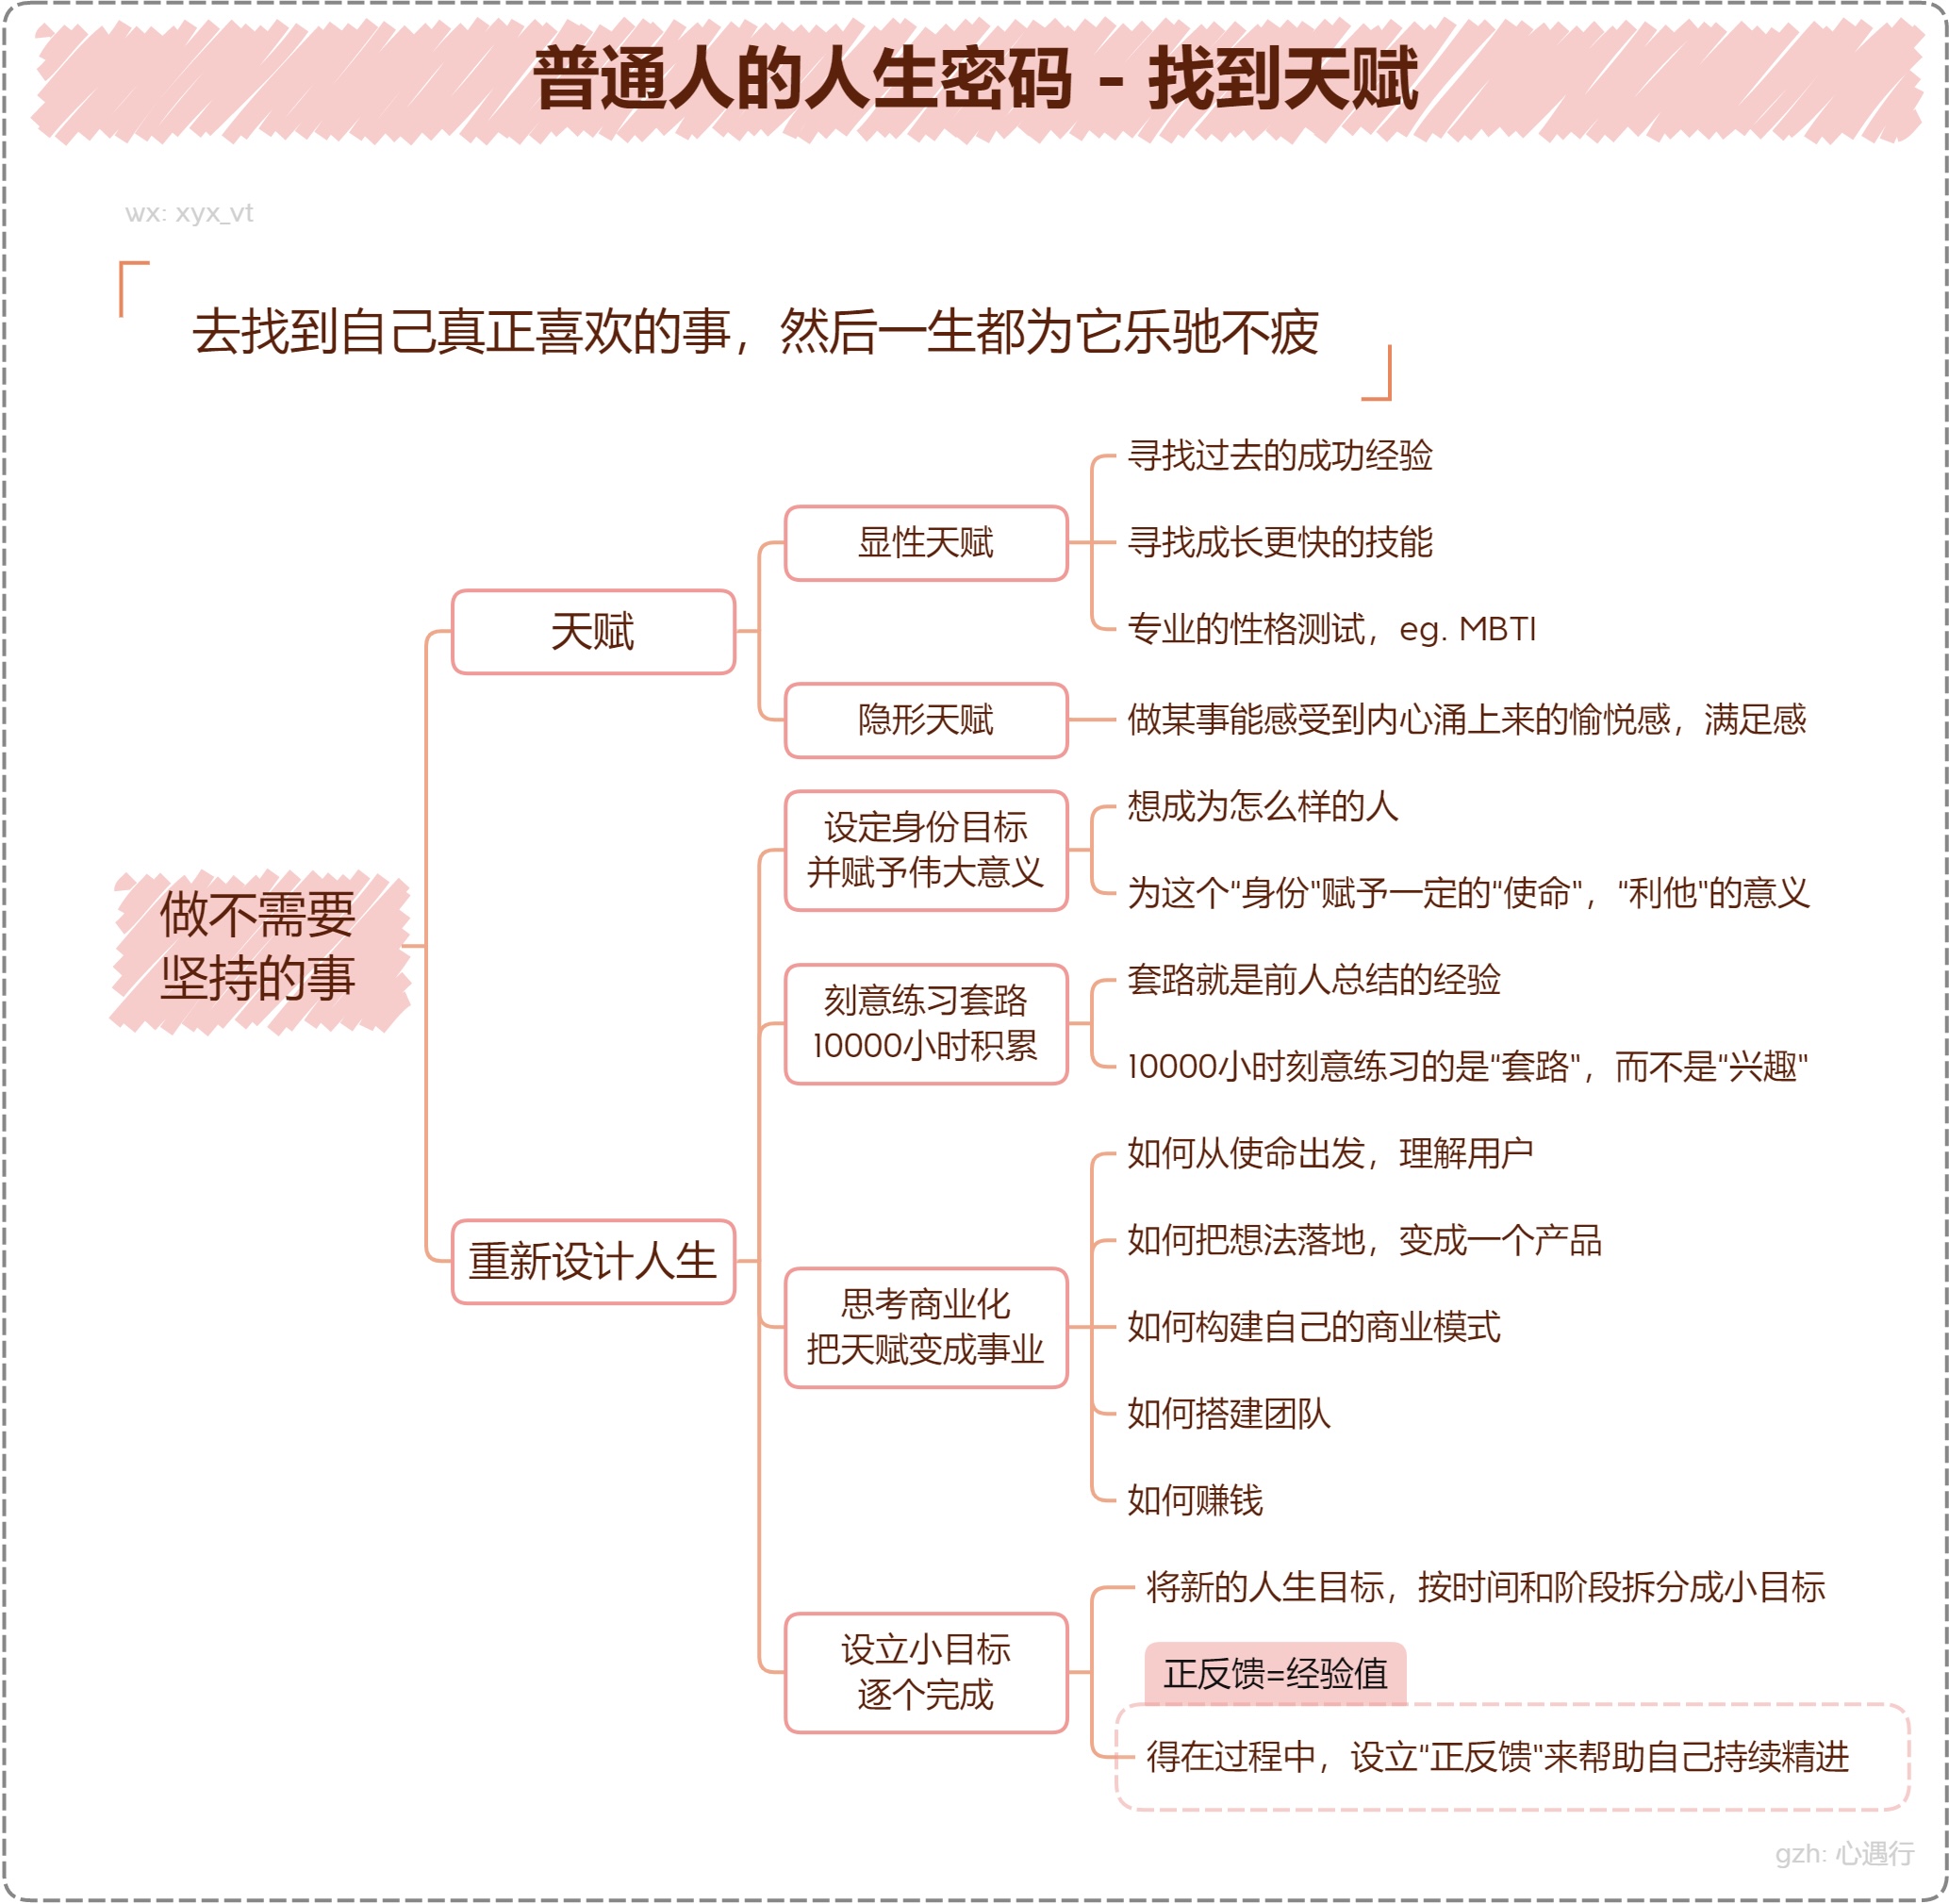 普通人的人生密码 - 找到天赋
wx: xyx_vt
去找到自己真正喜欢的事，然后一生都为它乐驰不疲
做不需要
坚持的事
天赋
显性天赋
寻找过去的成功经验
寻找成长更快的技能
专业的性格测试，eg. MBTI
隐形天赋
做某事能感受到内心涌上来的愉悦感，满足感
重新设计人生
设定身份目标
并赋予伟大意义
想成为怎么样的人
为这个“身份"赋予一定的“使命"，“利他"的意义
刻意练习套路
10000小时积累
套路就是前人总结的经验
10000小时刻意练习的是“套路"，而不是“兴趣"
思考商业化
把天赋变成事业
如何从使命出发，理解用户
如何把想法落地，变成一个产品
如何构建自己的商业模式
如何搭建团队
如何赚钱
设立小目标
逐个完成
将新的人生目标，按时间和阶段拆分成小目标
正反馈=经验值
得在过程中，设立“正反馈"来帮助自己持续精进
gzh: 心遇行